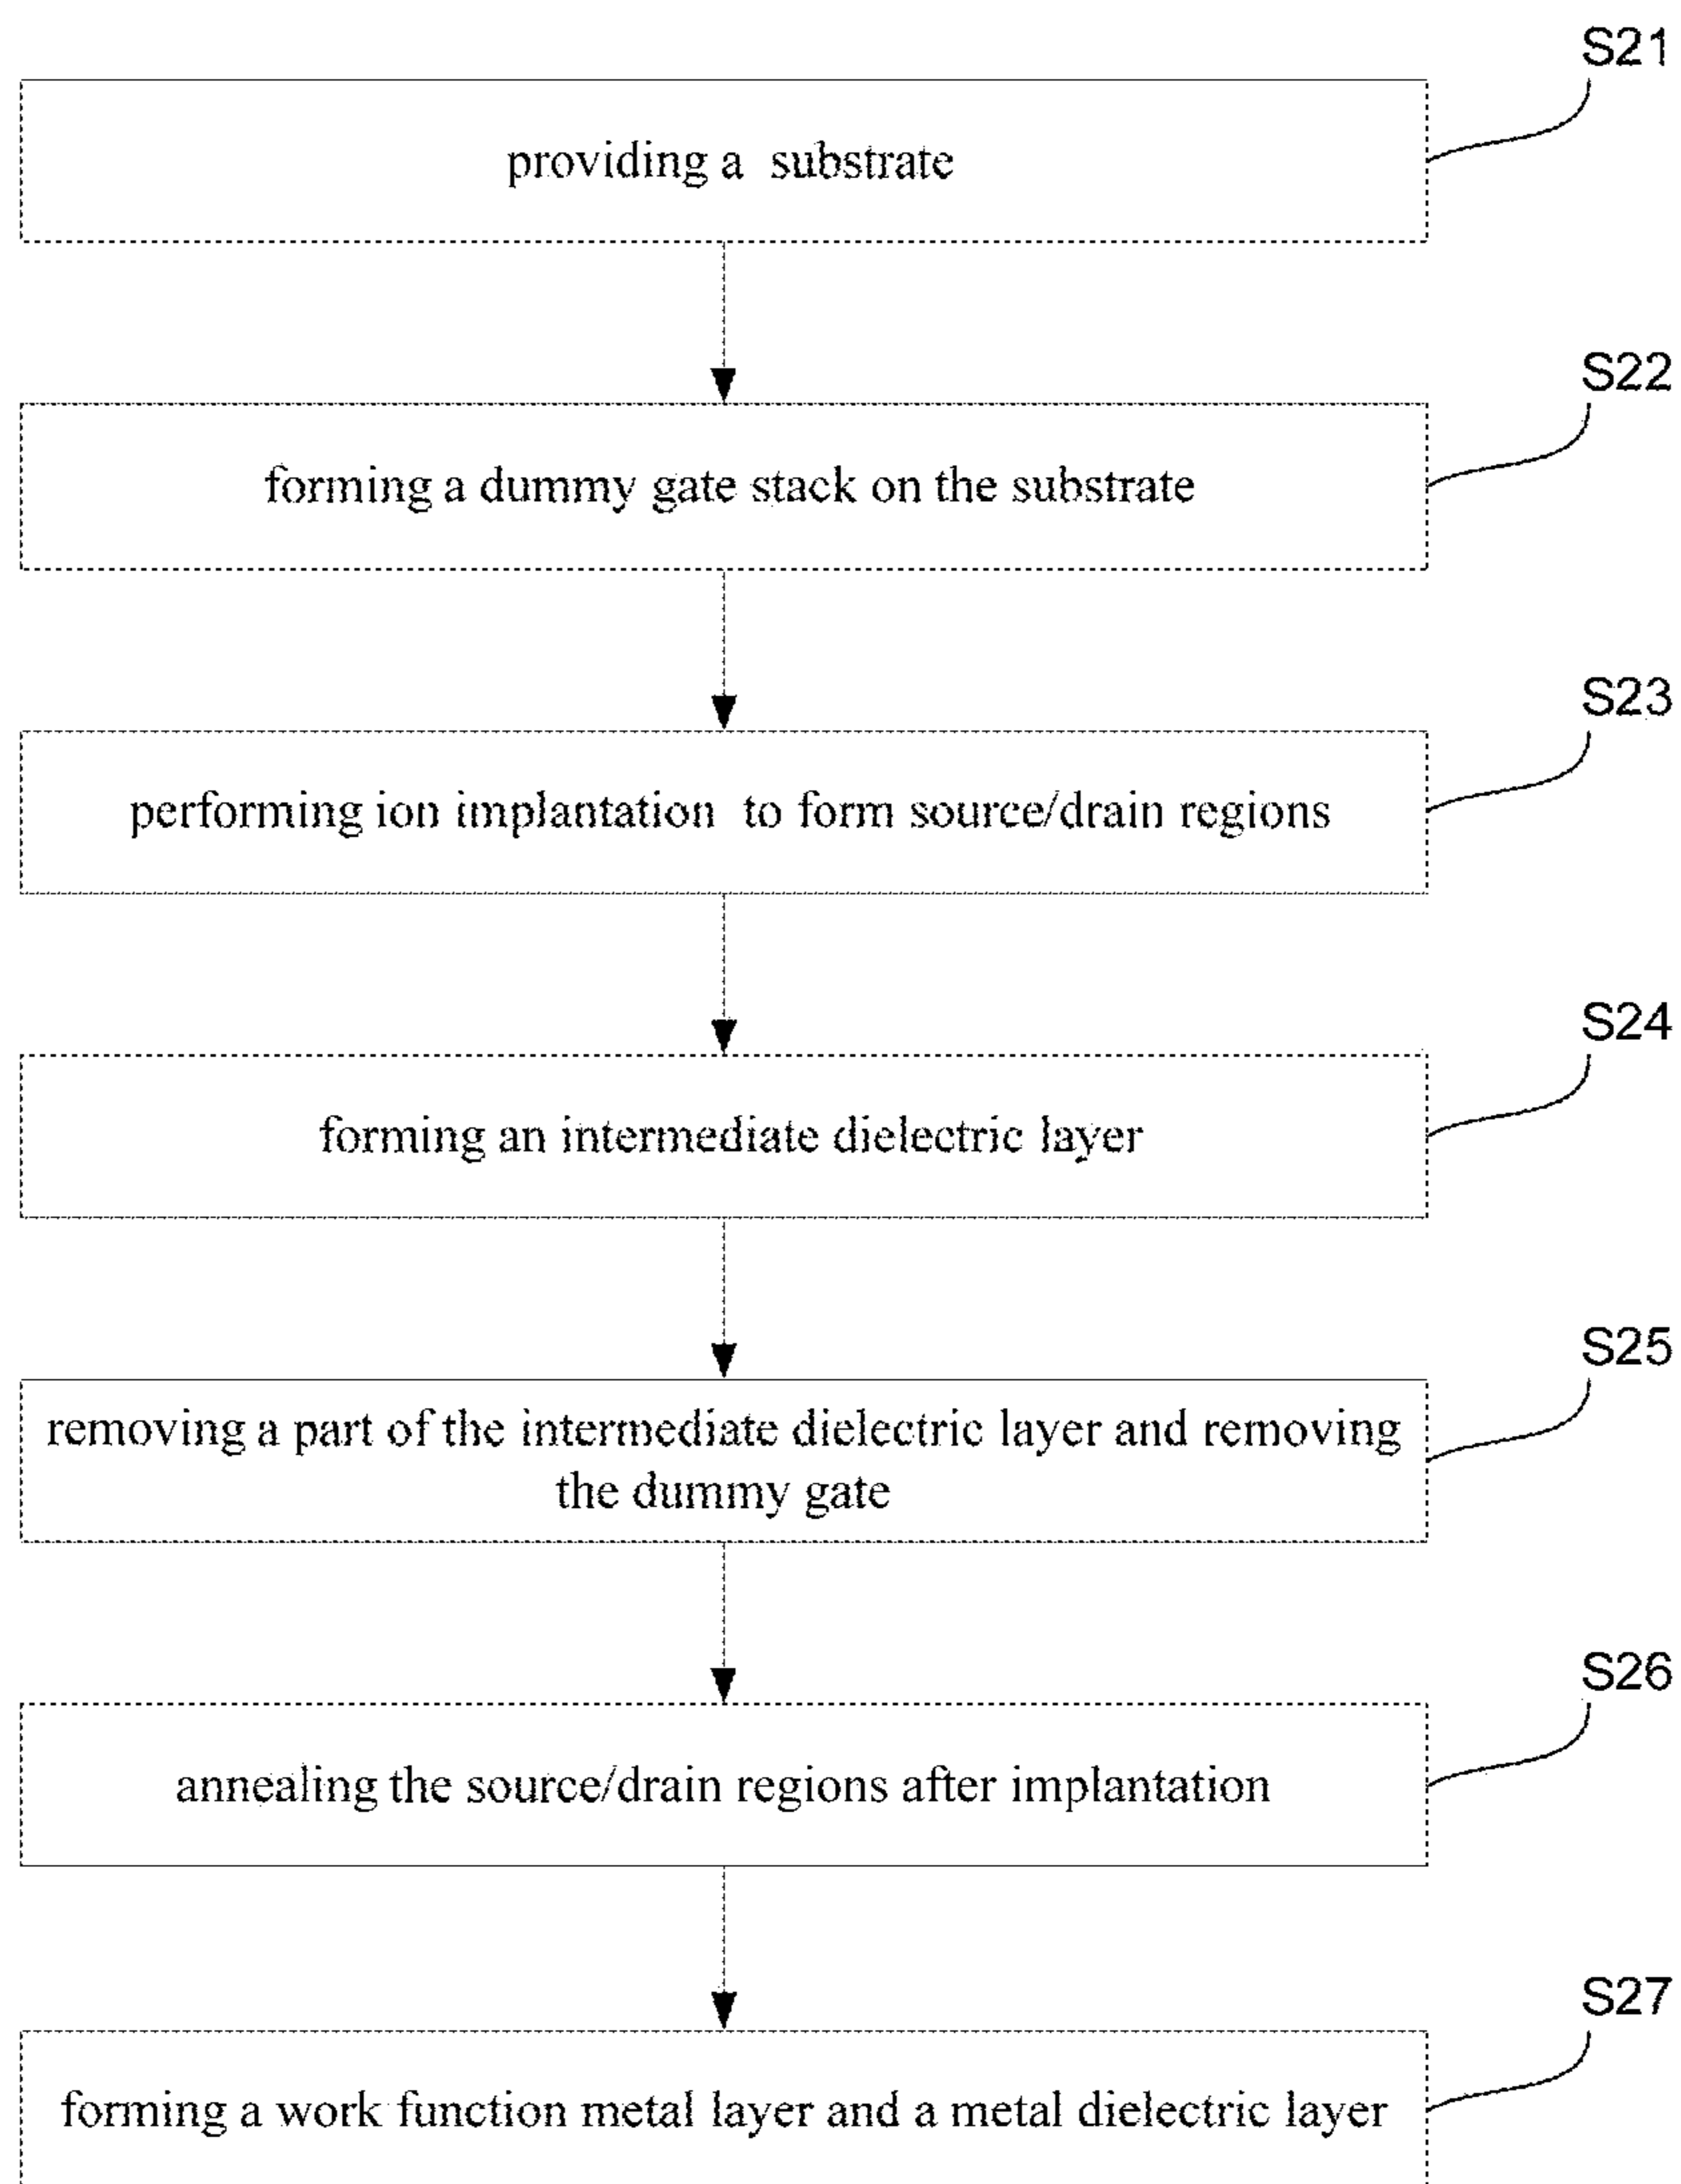 S21
providing a substrate
S22
forming a dummy gate stack on the substrate
S23
performing ion implantation to form source/drain regions
S24
forming an intermediate dielectric layer
S25
removing a part of the intermediate dielectric layer and removing
the dummy gate
S26
annealing the source/drain regions after implantation
S27
forming a work function metal layer and a metal dielectric layer